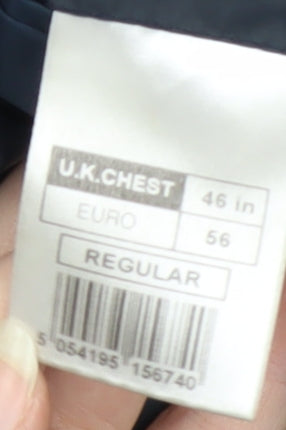 U.K.CHEST 46 in
EURO 56
REGULAR
5 054195 156740